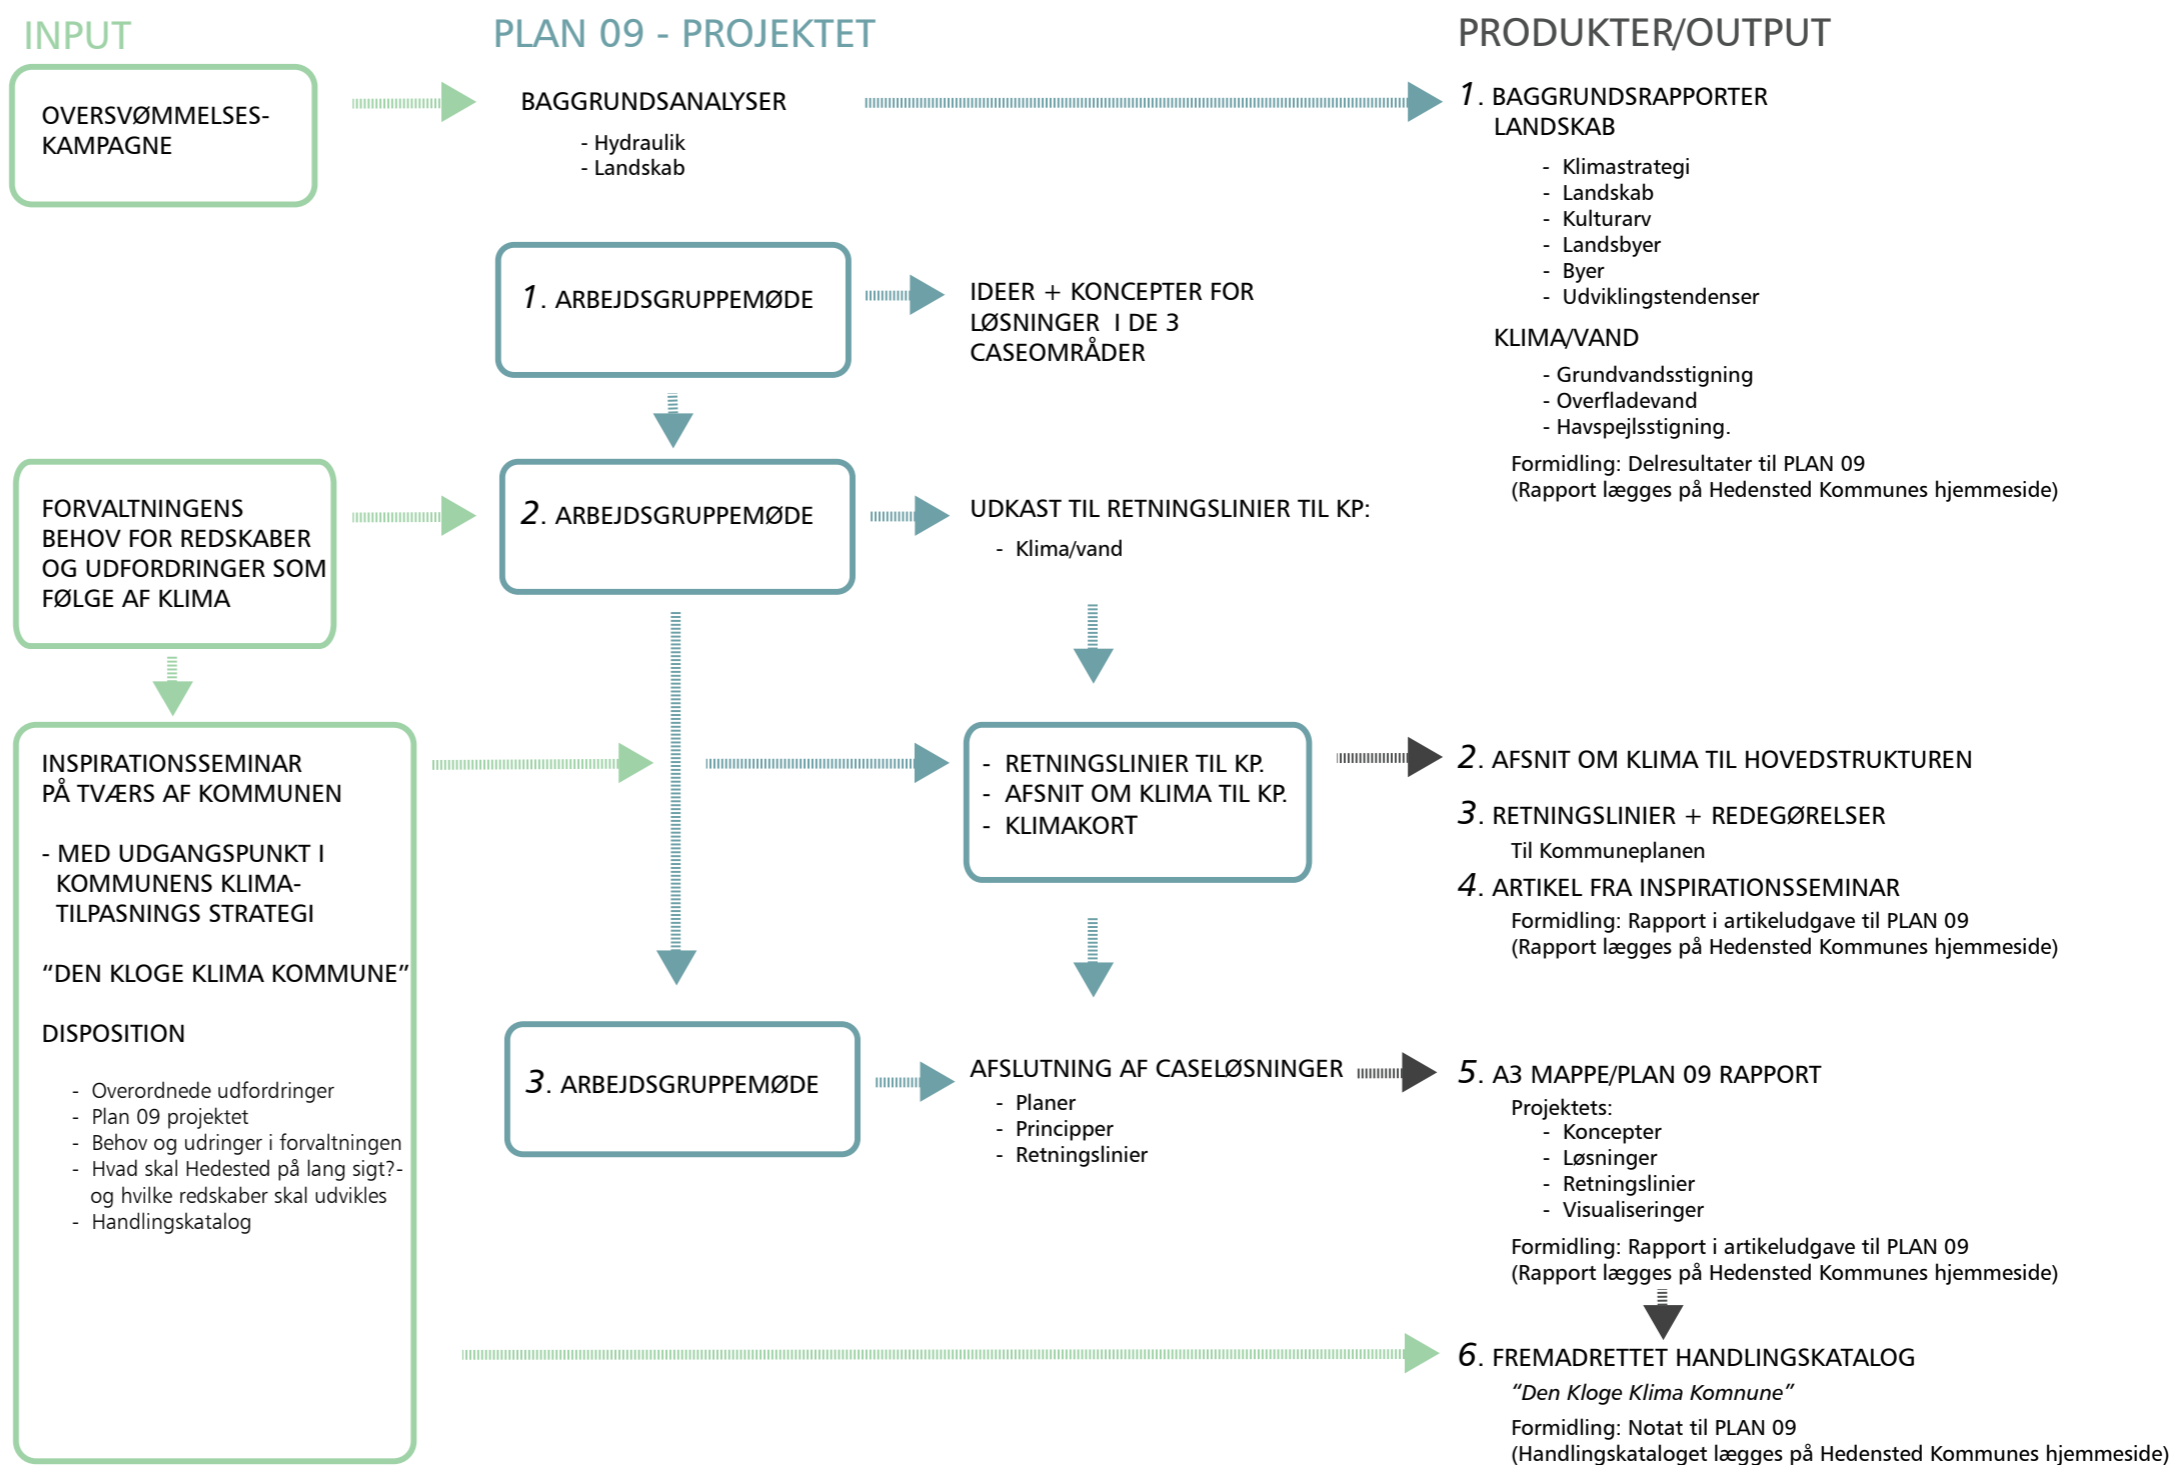 INPUT
OVERSVØMMELSES-
KAMPAGNE
FORVALTNINGENS
BEHOV FOR REDSKABER
OG UDFORDRINGER SOM
FØLGE AF KLIMA
INSPIRATIONSSEMINAR
PÅ TVÆRS AF KOMMUNEN
- MED UDGANGSPUNKT I
KOMMUNENS KLIMA-
TILPASNINGS STRATEGI
“DEN KLOGE KLIMA KOMMUNE”
DISPOSITION
- Overordnede udfordringer
- Plan 09 projektet
- Behov og udringer i forvaltningen
- Hvad skal Hedested på lang sigt?-
og hvilke redskaber skal udvikles
- Handlingskatalog
PLAN 09 - PROJEKTET
BAGGRUNDSANALYSER
- Hydraulik
- Landskab
1. ARBEJDSGRUPPEMØDE
IDEER + KONCEPTER FOR
LØSNINGER I DE 3
CASEOMRÅDER
2. ARBEJDSGRUPPEMØDE
UDKAST TIL RETNINGSLINIER TIL KP:
- Klima/vand
- RETNINGSLINIER TIL KP.
- AFSNIT OM KLIMA TIL KP.
- KLIMAKORT
3. ARBEJDSGRUPPEMØDE
AFSLUTNING AF CASELØSNINGER
- Planer
- Principper
- Retningslinier
PRODUKTER/OUTPUT
1. BAGGRUNDSRAPPORTER
LANDSKAB
- Klimastrategi
- Landskab
- Kulturarv
- Landsbyer
- Byer
- Udviklingstendenser
KLIMA/VAND
- Grundvandsstigning
- Overfladevand
- Havspejlsstigning.
Formidling: Delresultater til PLAN 09
(Rapport lægges på Hedensted Kommunes hjemmeside)
2. AFSNIT OM KLIMA TIL HOVEDSTRUKTUREN
3. RETNINGSLINIER + REDEGØRELSER
Til Kommuneplanen
4. ARTIKEL FRA INSPIRATIONSSEMINAR
Formidling: Rapport i artikeludgave til PLAN 09
(Rapport lægges på Hedensted Kommunes hjemmeside)
5. A3 MAPPE/PLAN 09 RAPPORT
Projektets:
- Koncepter
- Løsninger
- Retningslinier
- Visualiseringer
Formidling: Rapport i artikeludgave til PLAN 09
(Rapport lægges på Hedensted Kommunes hjemmeside)
6. FREMADRETTET HANDLINGSKATALOG
“Den Kloge Klima Komnune”
Formidling: Notat til PLAN 09
(Handlingskataloget lægges på Hedensted Kommunes hjemmeside)